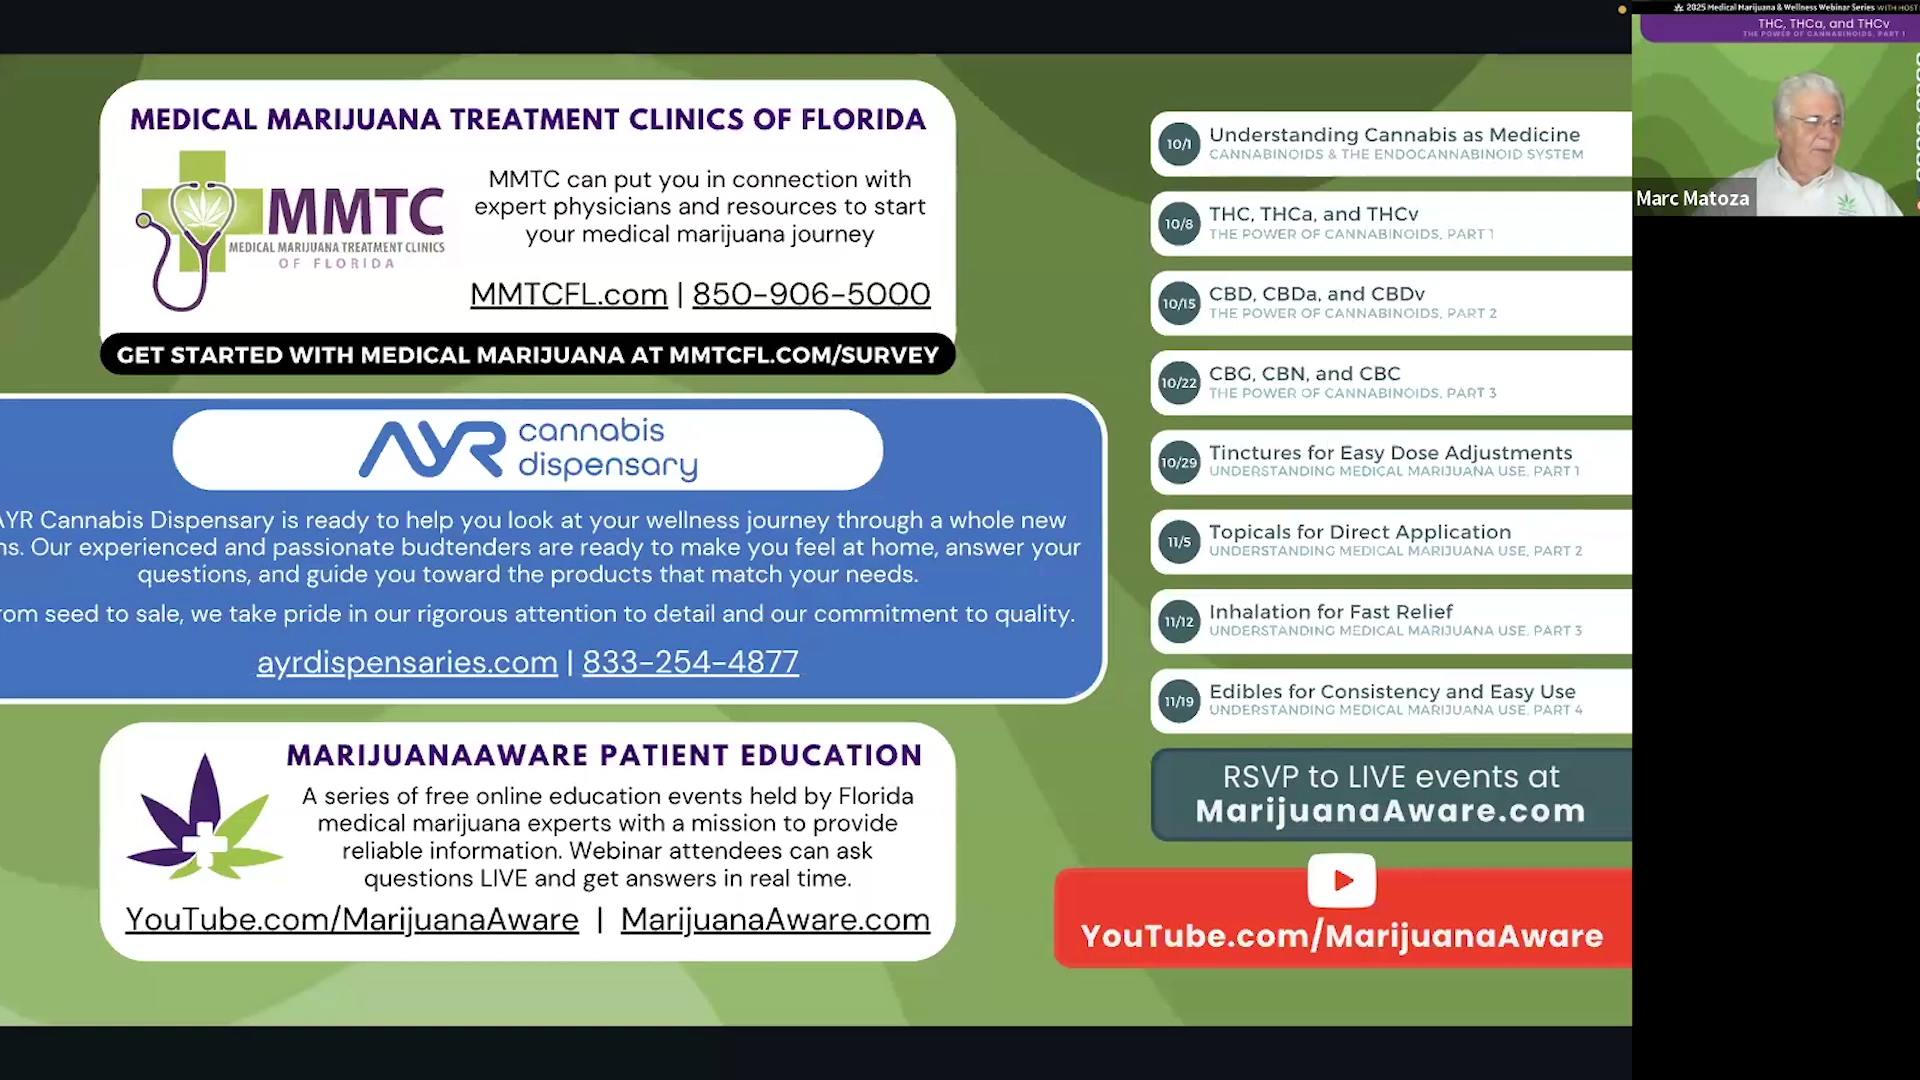 MEDICAL MARIJUANA TREATMENT CLINICS OF FLORIDA
MMTC
MEDICAL MARIJUANA TREATMENT CLINICS
OF FLORIDA
MMTC can put you in connection with
expert physicians and resources to start
your medical marijuana journey
MMTCFL.com | 850-906-5000
GET STARTED WITH MEDICAL MARIJUANA AT MMTCFL.COM/SURVEY
AYR cannabis
dispensary
AYR Cannabis Dispensary is ready to help you look at your wellness journey through a whole new
ns. Our experienced and passionate budtenders are ready to make you feel at home, answer your
questions, and guide you toward the products that match your needs.
rom seed to sale, we take pride in our rigorous attention to detail and our commitment to quality.
ayrdispensaries.com | 833-254-4877
MARIJUANAAWARE PATIENT EDUCATION
A series of free online education events held by Florida
medical marijuana experts with a mission to provide
reliable information. Webinar attendees can ask
questions LIVE and get answers in real time.
YouTube.com/MarijuanaAware | MarijuanaAware.com
10/1 Understanding Cannabis as Medicine
CANNABINOIDS & THE ENDOCANNABINOID SYSTEM
10/8 THC, THCa, and THCv
THE POWER OF CANNABINOIDS, PART 1
10/15 CBD, CBDa, and CBDv
THE POWER OF CANNABINOIDS, PART 2
10/22 CBG, CBN, and CBC
THE POWER OF CANNABINOIDS, PART 3
10/29 Tinctures for Easy Dose Adjustments
UNDERSTANDING MEDICAL MARIJUANA USE, PART 1
11/5 Topicals for Direct Application
UNDERSTANDING MEDICAL MARIJUANA USE, PART 2
11/12 Inhalation for Fast Relief
UNDERSTANDING MEDICAL MARIJUANA USE, PART 3
11/19 Edibles for Consistency and Easy Use
UNDERSTANDING MEDICAL MARIJUANA USE, PART 4
RSVP to LIVE events at
MarijuanaAware.com
YouTube.com/MarijuanaAware
2025 Medical Marijuana & Wellness Webinar Series WITH HOST
THC, THCa, and THCv
THE POWER OF CANNABINOIDS, PART 1
Marc Matoza